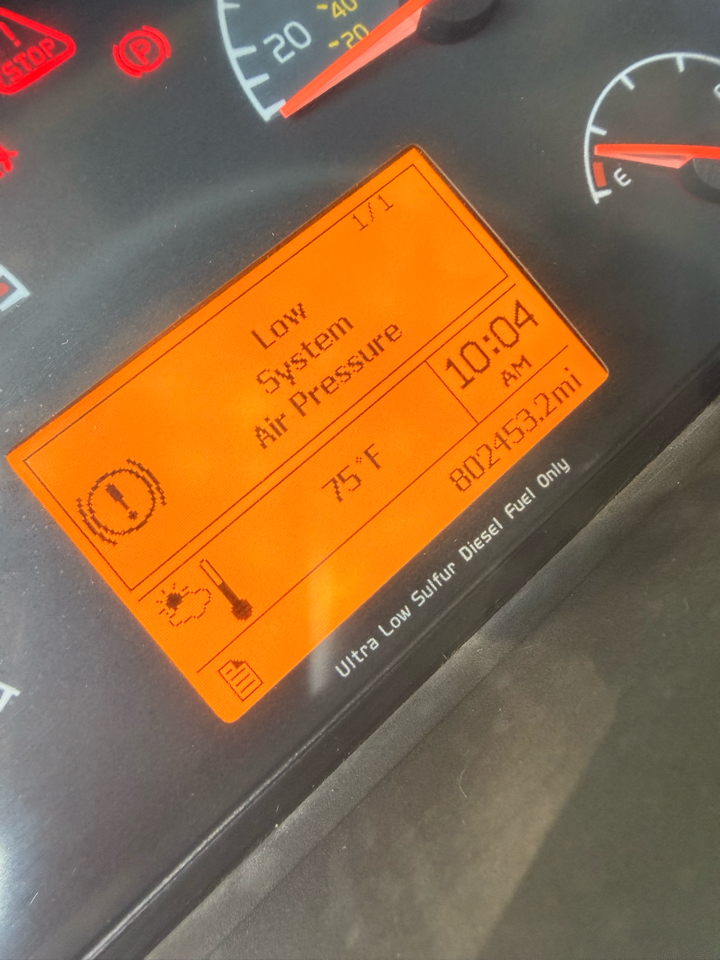 STOP
P
40
20
20
E
1/1
Low
System
Air Pressure
10:04
AM
75°F
802453.2mi
Ultra Low Sulfur Diesel Fuel Only